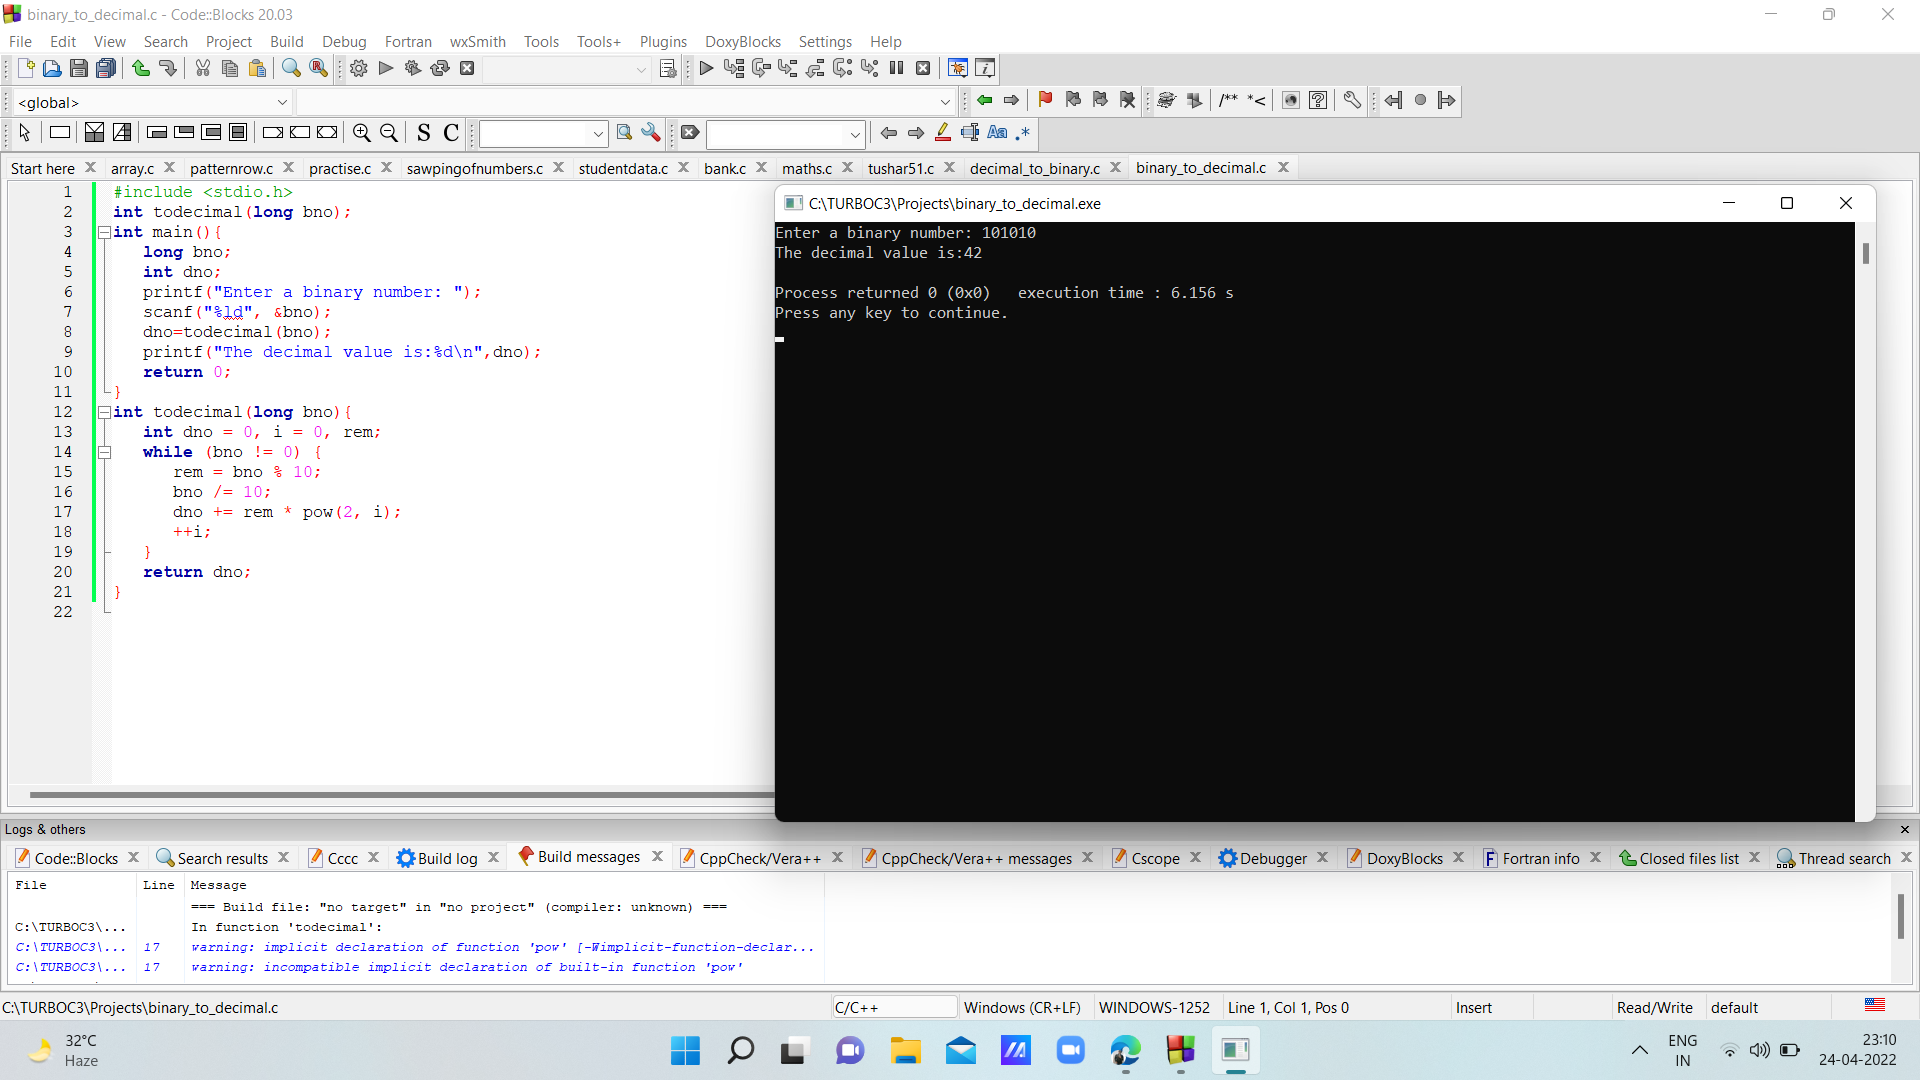 binary_to_decimal.c - Code::Blocks 20.03
File Edit View Search Project Build Debug Fortran wxSmith Tools Tools+ Plugins DoxyBlocks Settings Help
<global>
/** *<
S C
Aa .*
Start here array.c patternrow.c practise.c sawpingofnumbers.c studentdata.c bank.c maths.c tushar51.c decimal_to_binary.c binary_to_decimal.c
1 #include <stdio.h>
2 int todecimal(long bno);
3 int main(){
4 long bno;
5 int dno;
6 printf("Enter a binary number: ");
7 scanf("%ld", &bno);
8 dno=todecimal(bno);
9 printf("The decimal value is:%d\n",dno);
10 return 0;
11 }
12 int todecimal(long bno){
13 int dno = 0, i = 0, rem;
14 while (bno != 0) {
15 rem = bno % 10;
16 bno /= 10;
17 dno += rem * pow(2, i);
18 ++i;
19 }
20 return dno;
21 }
22
C:\TURBOC3\Projects\binary_to_decimal.exe
Enter a binary number: 101010
The decimal value is:42
Process returned 0 (0x0) execution time : 6.156 s
Press any key to continue.
Logs & others
Code::Blocks Search results Cccc Build log Build messages CppCheck/Vera++ CppCheck/Vera++ messages Cscope Debugger DoxyBlocks Fortran info Closed files list Thread search
File Line Message
=== Build file: "no target" in "no project" (compiler: unknown) ===
C:\TURBOC3\... In function 'todecimal':
C:\TURBOC3\... 17 warning: implicit declaration of function 'pow' [-Wimplicit-function-declar...
C:\TURBOC3\... 17 warning: incompatible implicit declaration of built-in function 'pow'
C:\TURBOC3\Projects\binary_to_decimal.c C/C++ Windows (CR+LF) WINDOWS-1252 Line 1, Col 1, Pos 0 Insert Read/Write default
32°C
Haze
ENG
IN
23:10
24-04-2022